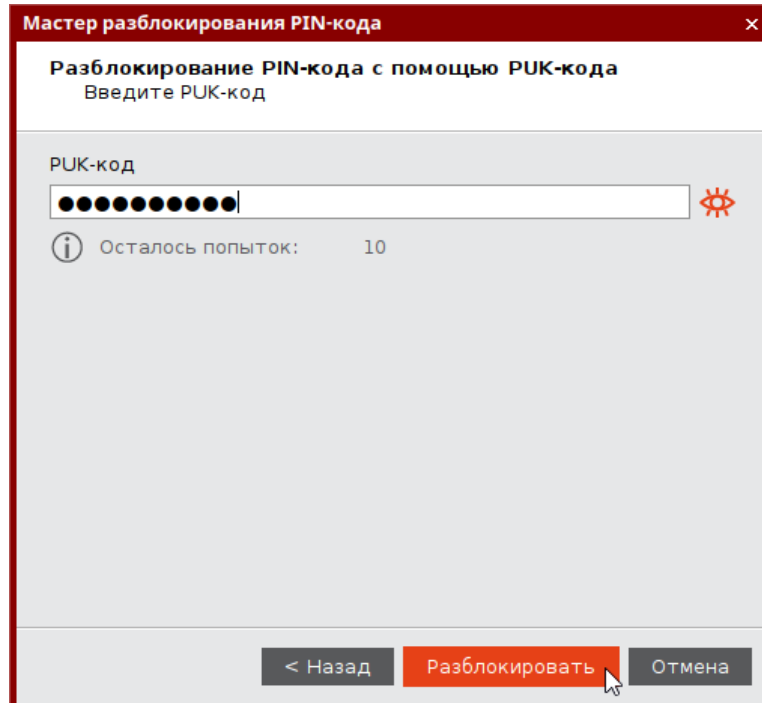 Мастер разблокирования PIN-кода
Разблокирование PIN-кода с помощью PUK-кода
Введите PUK-код
PUK-код
●●●●●●●●●●
Осталось попыток: 10
< Назад Разблокировать Отмена